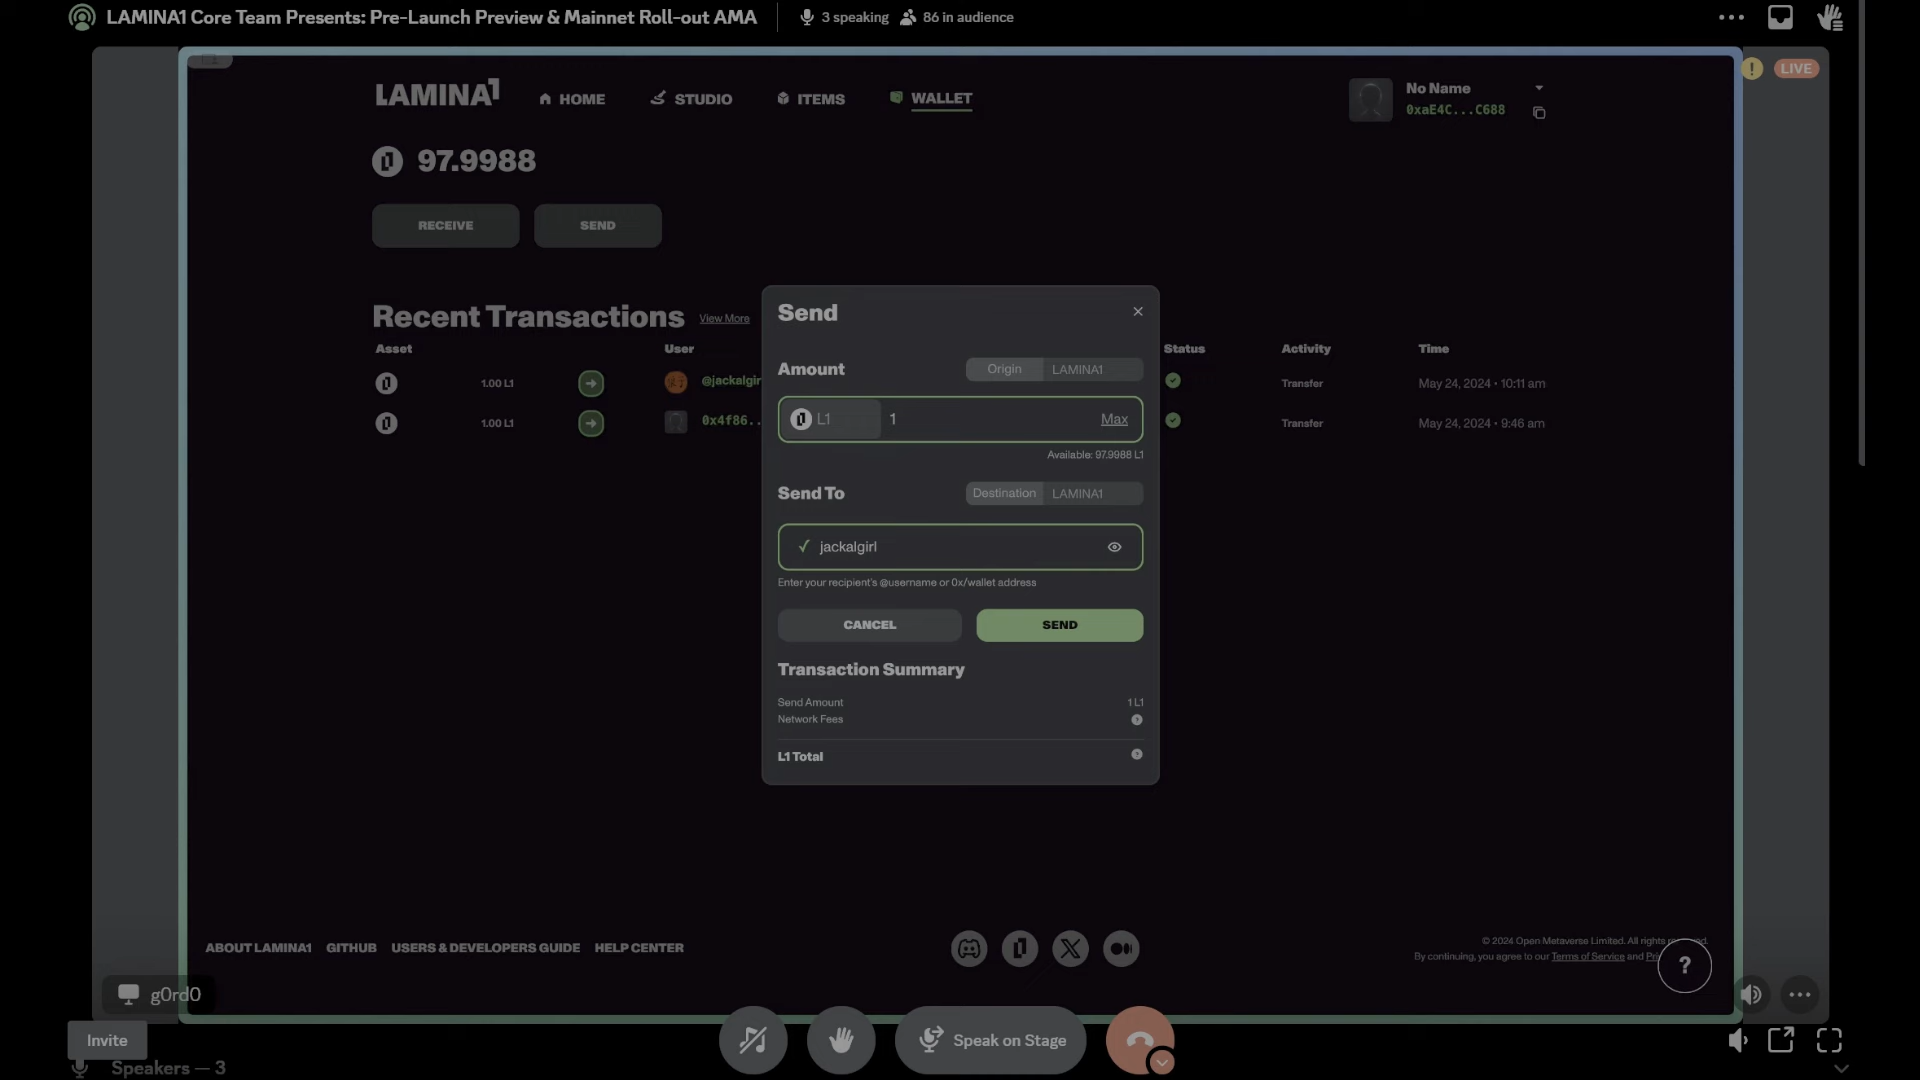 LAMINA1 Core Team Presents: Pre-Launch Preview & Mainnet Roll-out AMA
3 speaking
86 in audience
LIVE
LAMINA1
HOME
STUDIO
ITEMS
WALLET
No Name
0xaE4C...C688
97.9988
RECEIVE
SEND
Recent Transactions
View More
Asset
User
Status
Activity
Time
1.00 L1
@jackalgirl
Transfer
May 24, 2024 • 10:11 am
1.00 L1
0x4f86..
Transfer
May 24, 2024 • 9:46 am
Send
Amount
Origin
LAMINA1
L1
1
Max
Available: 97.9988 L1
Send To
Destination
LAMINA1
jackalgirl
Enter your recipient's @username or 0x/wallet address
CANCEL
SEND
Transaction Summary
Send Amount
1 L1
Network Fees
L1 Total
ABOUT LAMINA1
GITHUB
USERS & DEVELOPERS GUIDE
HELP CENTER
© 2024 Open Metaverse Limited. All rights
By continuing, you agree to our Terms of Service and
?
g0rd0
Invite
Speak on Stage
Speakers — 3